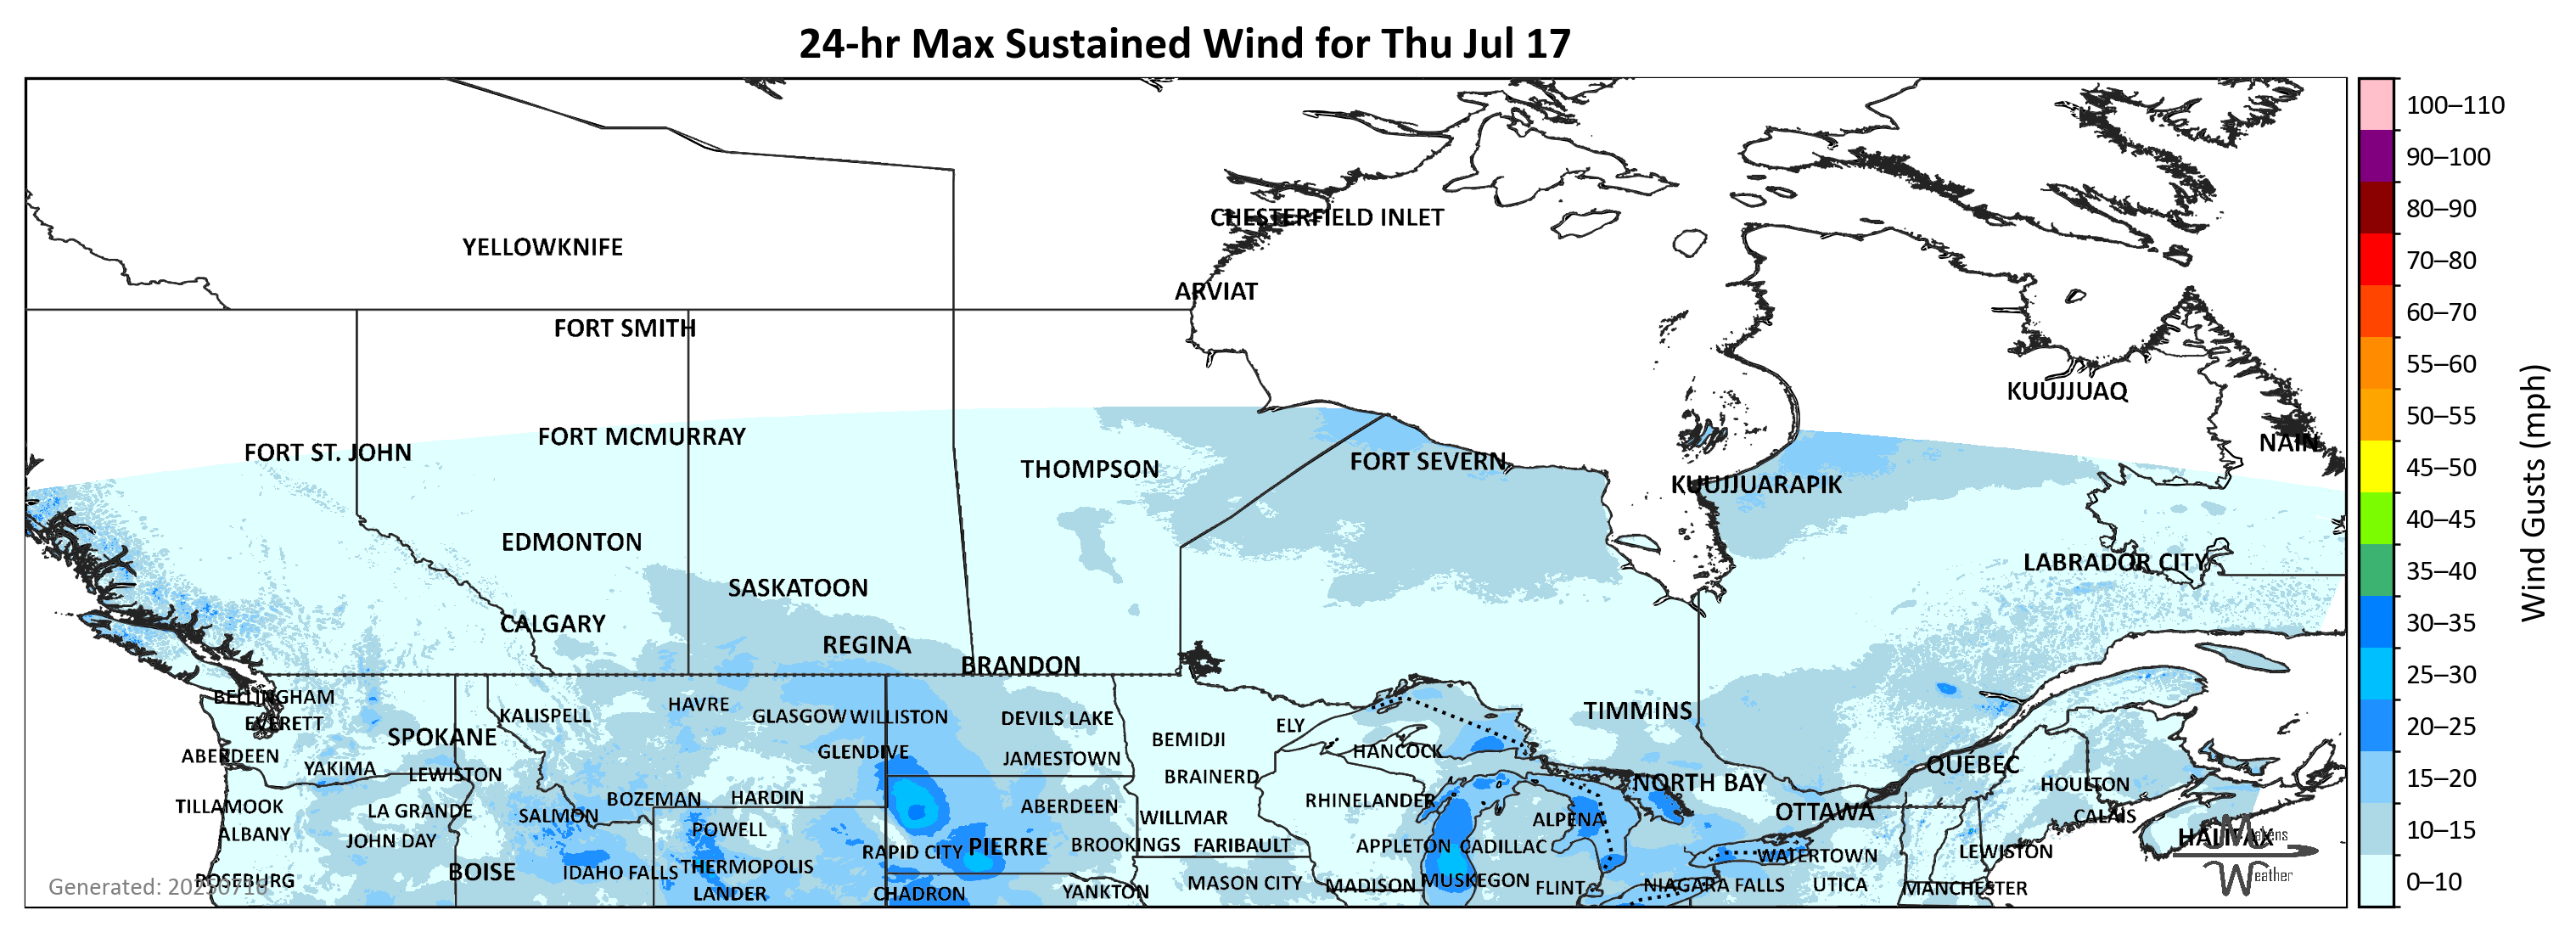 24-hr Max Sustained Wind for Thu Jul 17
100–110
90–100
CHESTERFIELD INLET
80–90
YELLOWKNIFE
70–80
ARVIAT
60–70
FORT SMITH
55–60
KUUJJUAQ
50–55
FORT MCMURRAY
NAIN
FORT ST. JOHN
FORT SEVERN
45–50
THOMPSON
KUUJJUARAPIK
40–45
EDMONTON
LABRADOR CITY
35–40
SASKATOON
CALGARY
30–35
REGINA
BRANDON
25–30
Wind Gusts (mph)
BELLINGHAM
HAVRE
KALISPELL
GLASGOW WILLISTON
DEVILS LAKE
TIMMINS
EVERETT
ELY
20–25
SPOKANE
BEMIDJI
ABERDEEN
GLENDIVE
JAMESTOWN
HANCOCK
QUÉBEC
YAKIMA
LEWISTON
BRAINERD
15–20
NORTH BAY
HOULTON
BOZEMAN
HARDIN
RHINELANDER
TILLAMOOK
LA GRANDE
SALMON
ABERDEEN
WILLMAR
ALPENA
OTTAWA
CALAIS
10–15
ALBANY
JOHN DAY
POWELL
HALIFAX
Makens
RAPID CITY
PIERRE
BROOKINGS
FARIBAULT
APPLETON
CADILLAC
WATERTOWN
LEWISTON
BOISE
IDAHO FALLS
THERMOPOLIS
Weather
ROSEBURG
MASON CITY
MADISON
MUSKEGON
FLINT
NIAGARA FALLS
UTICA
MANCHESTER
0–10
LANDER
CHADRON
YANKTON